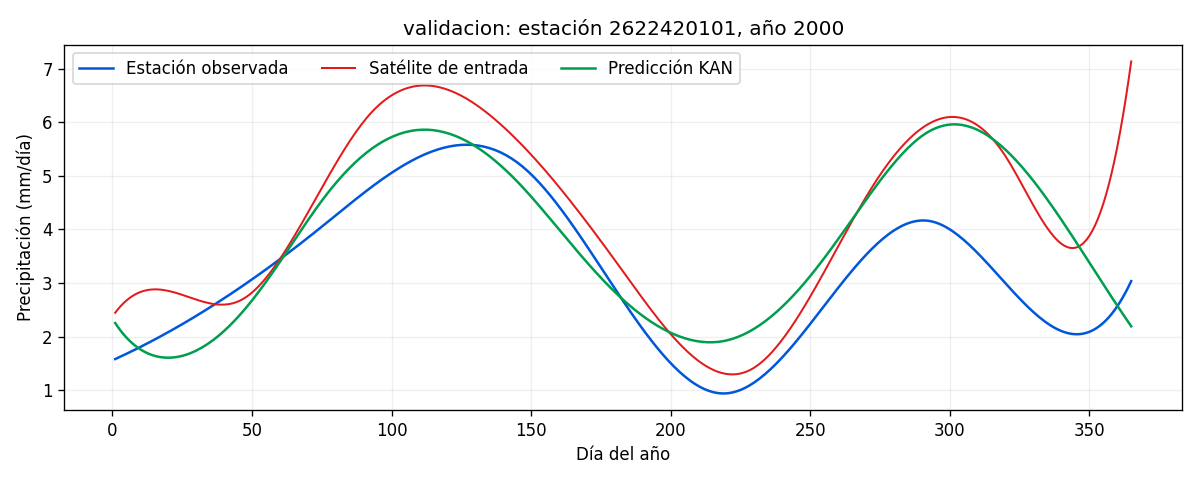 validacion: estación 2622420101, año 2000
Estación observada Satélite de entrada Predicción KAN
Precipitación (mm/día)
7
6
5
4
3
2
1
0 50 100 150 200 250 300 350
Día del año